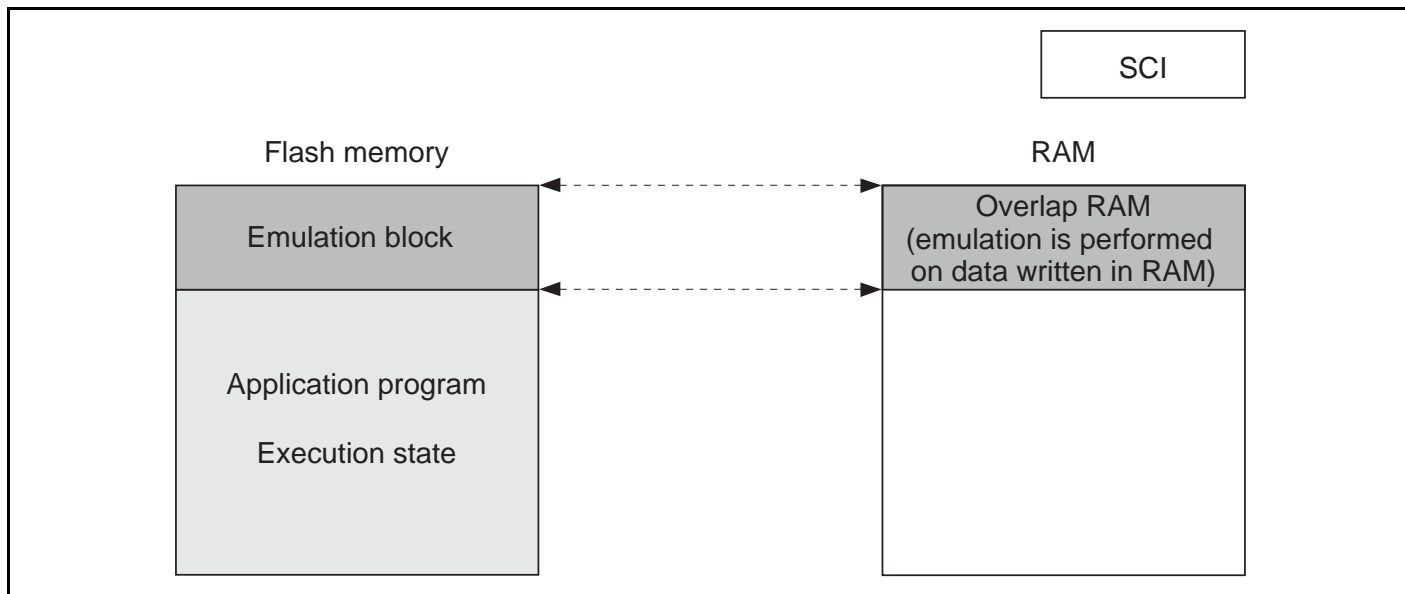 SCI
Flash memory
RAM
Emulation block
Overlap RAM
(emulation is performed
on data written in RAM)
Application program
Execution state